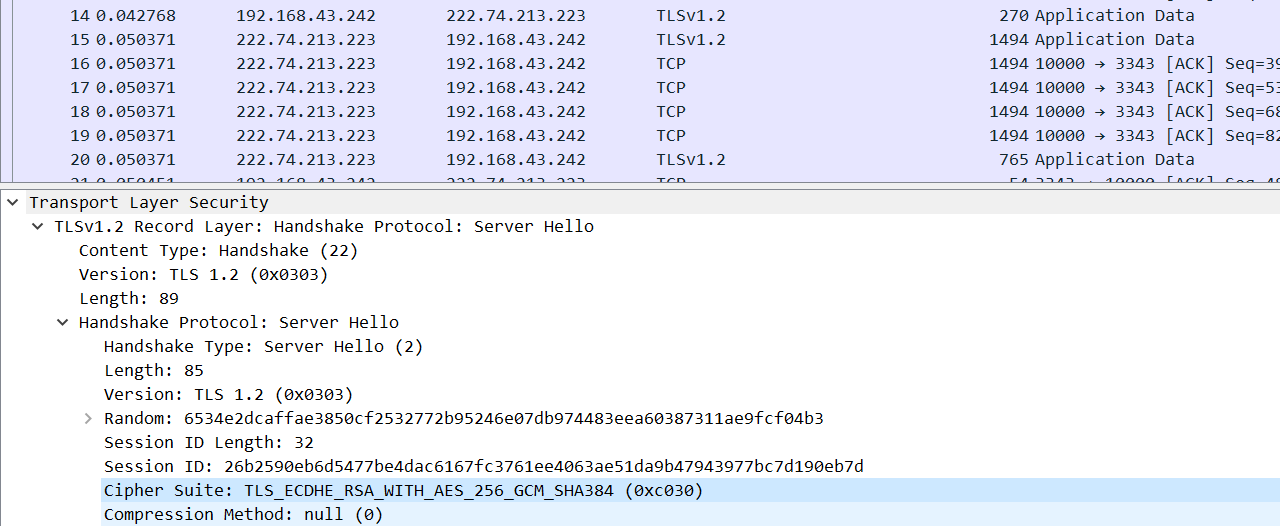 14 0.042768 192.168.43.242 222.74.213.223 TLSv1.2 270 Application Data
15 0.050371 222.74.213.223 192.168.43.242 TLSv1.2 1494 Application Data
16 0.050371 222.74.213.223 192.168.43.242 TCP 1494 10000 → 3343 [ACK] Seq=39
17 0.050371 222.74.213.223 192.168.43.242 TCP 1494 10000 → 3343 [ACK] Seq=53
18 0.050371 222.74.213.223 192.168.43.242 TCP 1494 10000 → 3343 [ACK] Seq=68
19 0.050371 222.74.213.223 192.168.43.242 TCP 1494 10000 → 3343 [ACK] Seq=82
20 0.050371 222.74.213.223 192.168.43.242 TLSv1.2 765 Application Data
Transport Layer Security
TLSv1.2 Record Layer: Handshake Protocol: Server Hello
Content Type: Handshake (22)
Version: TLS 1.2 (0x0303)
Length: 89
Handshake Protocol: Server Hello
Handshake Type: Server Hello (2)
Length: 85
Version: TLS 1.2 (0x0303)
Random: 6534e2dcaffae3850cf2532772b95246e07db974483eea60387311ae9fcf04b3
Session ID Length: 32
Session ID: 26b2590eb6d5477be4dac6167fc3761ee4063ae51da9b47943977bc7d190eb7d
Cipher Suite: TLS_ECDHE_RSA_WITH_AES_256_GCM_SHA384 (0xc030)
Compression Method: null (0)